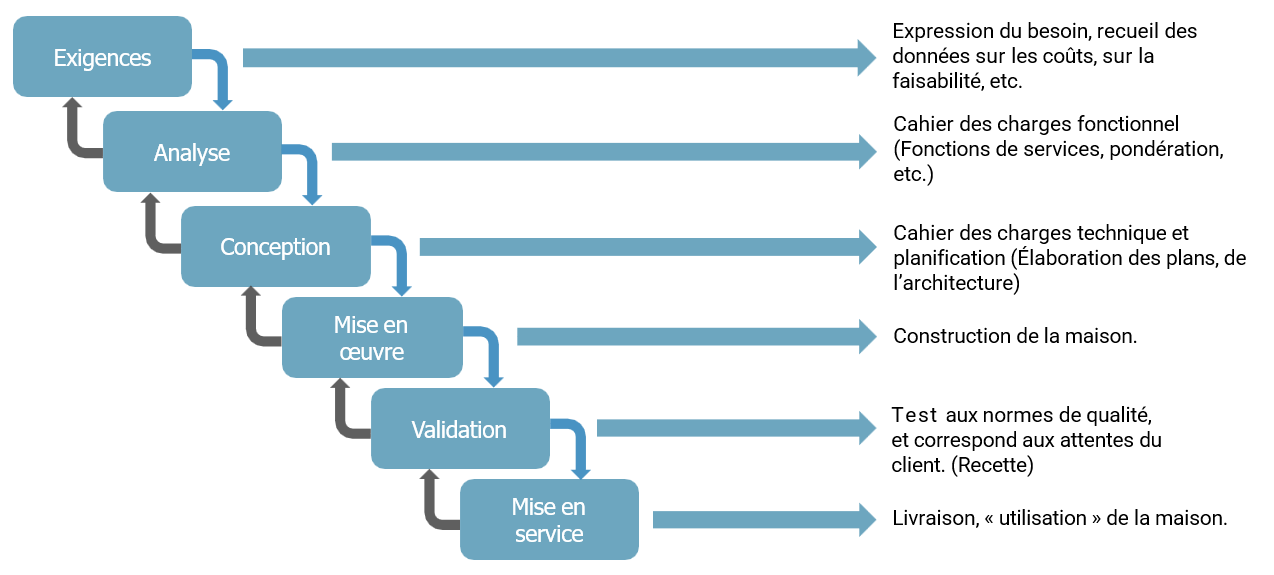 Exigences
Expression du besoin, recueil des
données sur les coûts, sur la
faisabilité, etc.
Analyse
Cahier des charges fonctionnel
(Fonctions de services, pondération,
etc.)
Conception
Cahier des charges technique et
planification (Élaboration des plans, de
l’architecture)
Mise en
œuvre
Construction de la maison.
Validation
Test aux normes de qualité,
et correspond aux attentes du
client. (Recette)
Mise en
service
Livraison, « utilisation » de la maison.